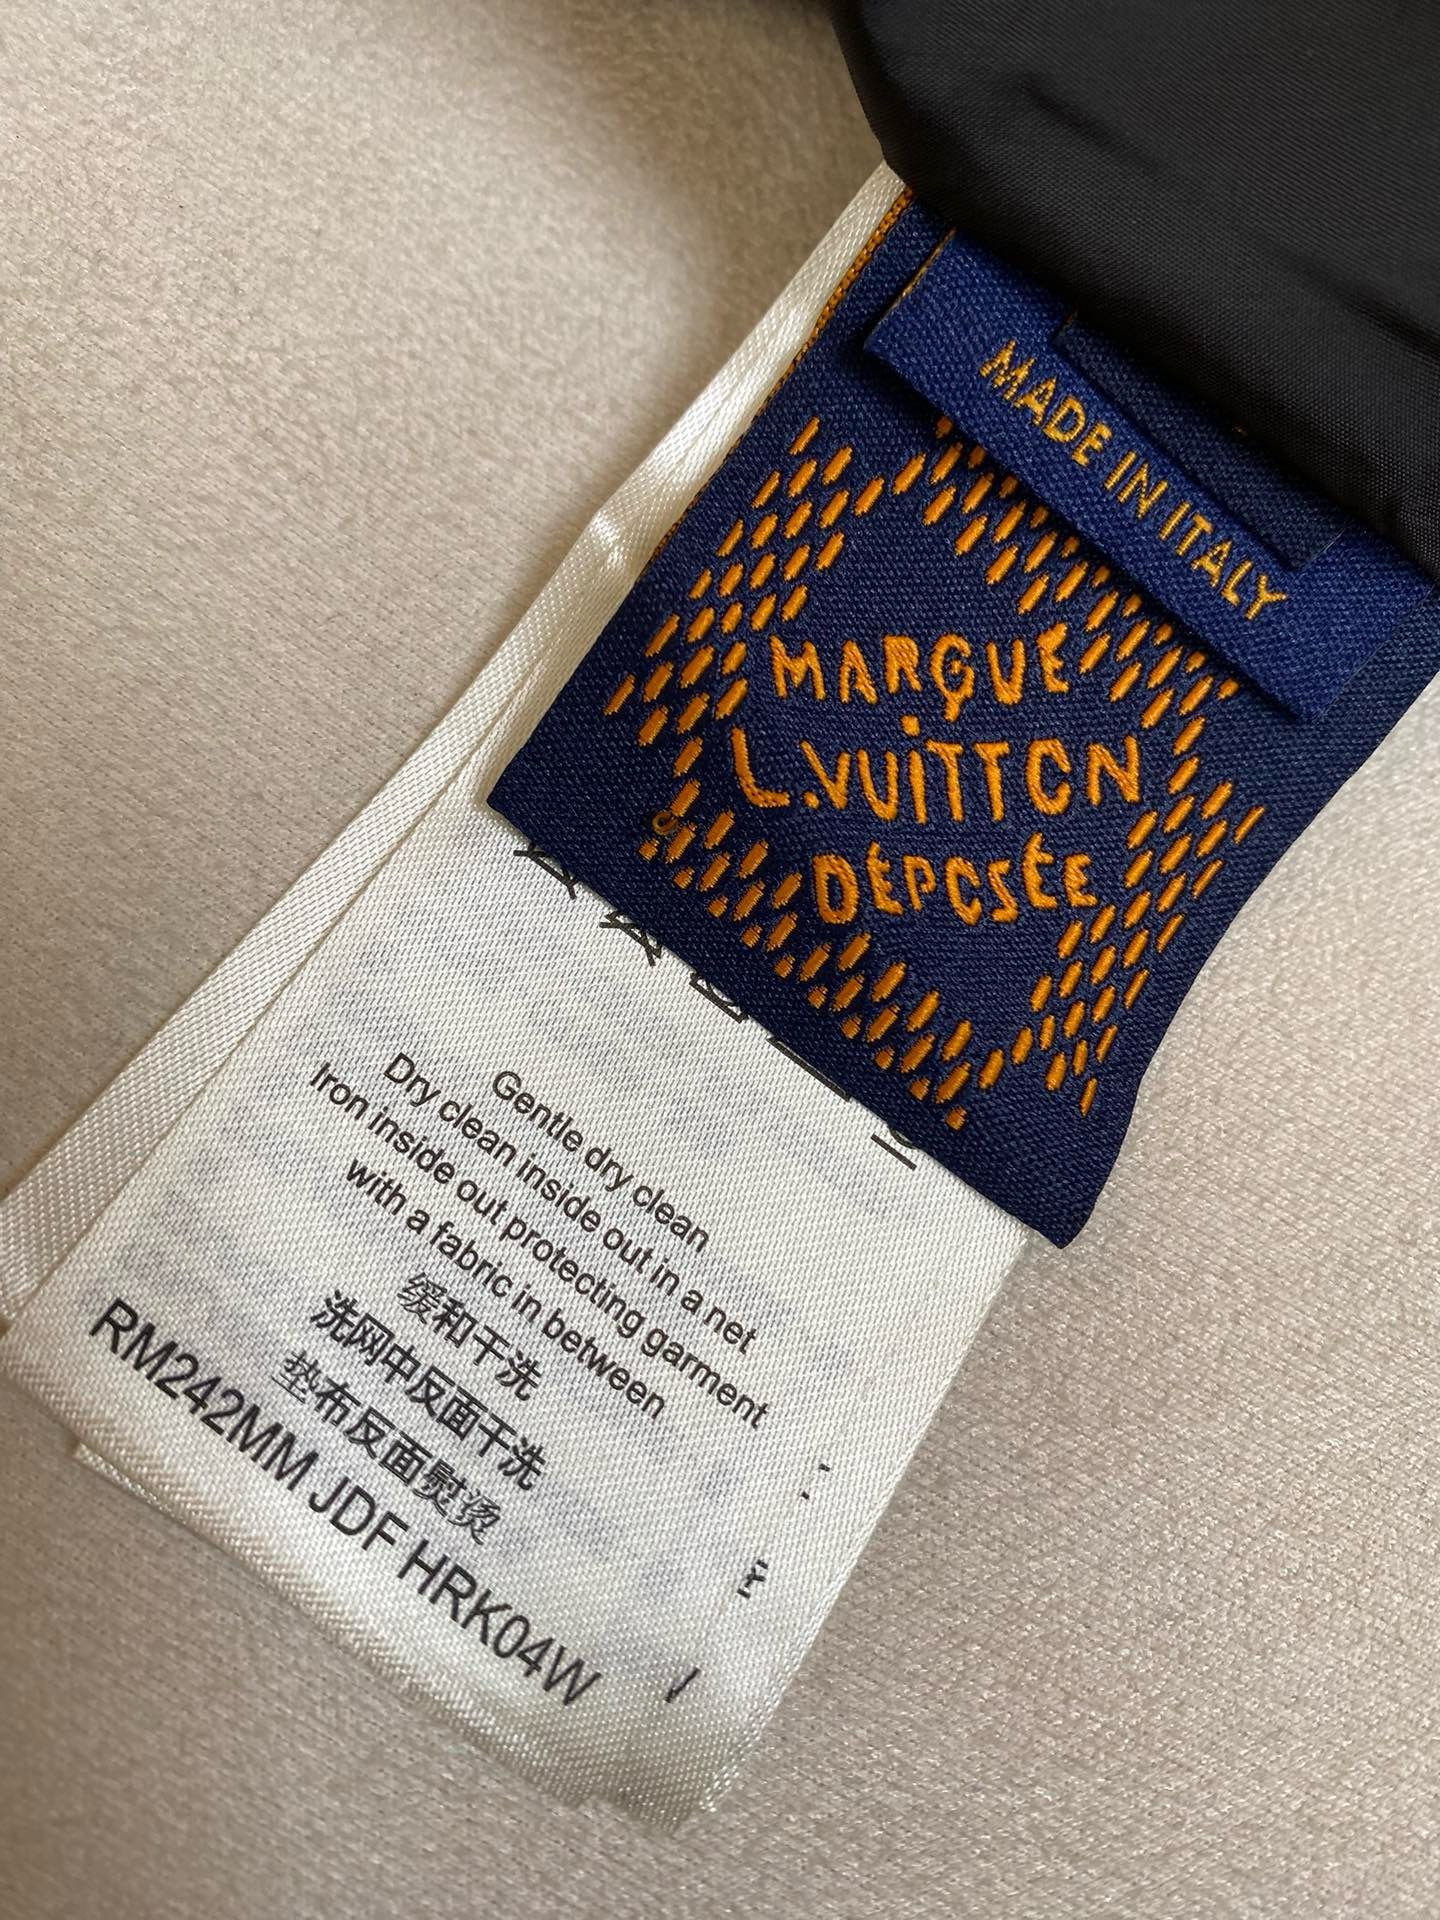 MADE IN ITALY
MARQUE
L.VUITTON
DÉPOSÉE
Gentle dry clean
Dry clean inside out in a net
Iron inside out protecting garment
with a fabric in between
缓和干洗
洗网中反面干洗
垫布反面熨烫
RM242MM JDF HRK04W